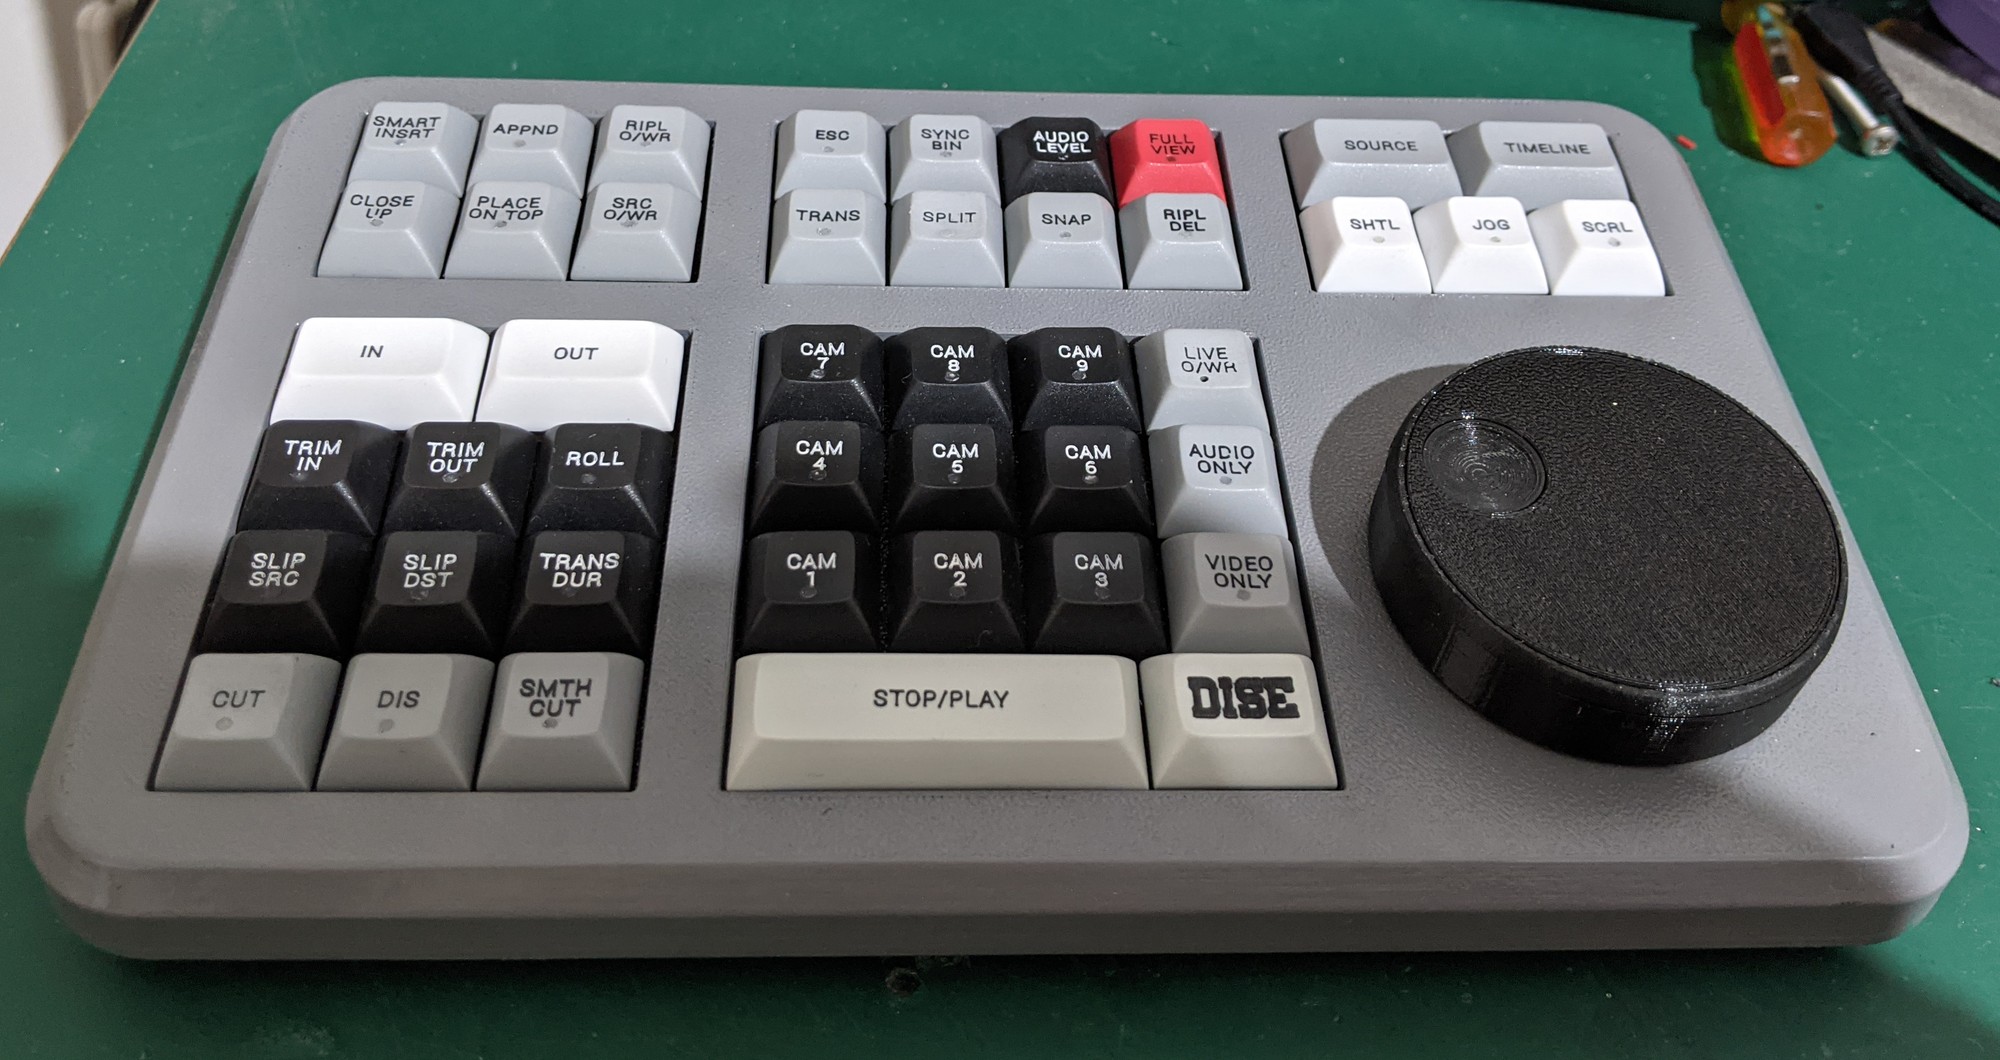 SMART
INSRT
APPND
RIPL
O/WR
ESC
SYNC
BIN
AUDIO
LEVEL
FULL
VIEW
SOURCE
TIMELINE
CLOSE
UP
PLACE
ON TOP
SRC
O/WR
TRANS
SPLIT
SNAP
RIPL
DEL
SHTL
JOG
SCRL
IN
OUT
CAM
7
CAM
8
CAM
9
LIVE
O/WR
TRIM
IN
TRIM
OUT
ROLL
CAM
4
CAM
5
CAM
6
AUDIO
ONLY
SLIP
SRC
SLIP
DST
TRANS
DUR
CAM
1
CAM
2
CAM
3
VIDEO
ONLY
CUT
DIS
SMTH
CUT
STOP/PLAY
DISE